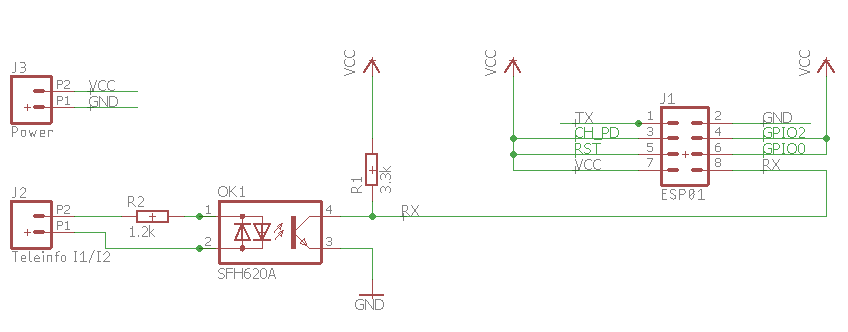 J3
P2 VCC
P1 GND
Power
VCC
VCC
VCC
J1
TX 1 2 GND
CH_PD 3 4 GPIO2
RST 5 6 GPIO0
VCC 7 8 RX
ESP01
R1
3.3k
J2
P2
P1
Teleinfo I1/I2
R2
1.2k
OK1
1 4
2 3
SFH620A
RX
GND